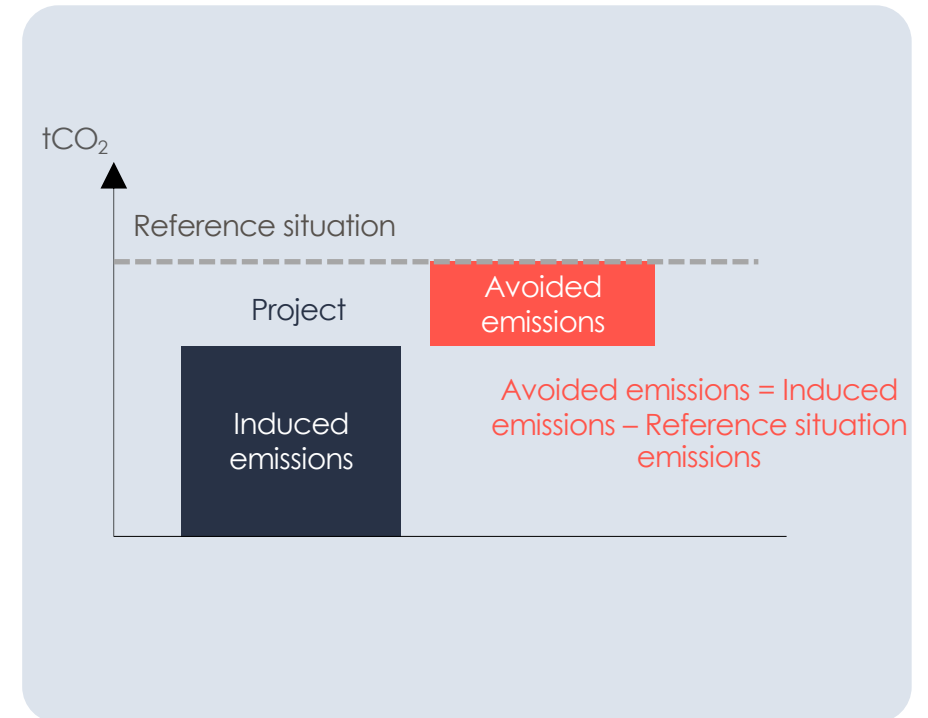 tCO₂
Reference situation
Project
Avoided
emissions
Induced
emissions
Avoided emissions = Induced
emissions – Reference situation
emissions